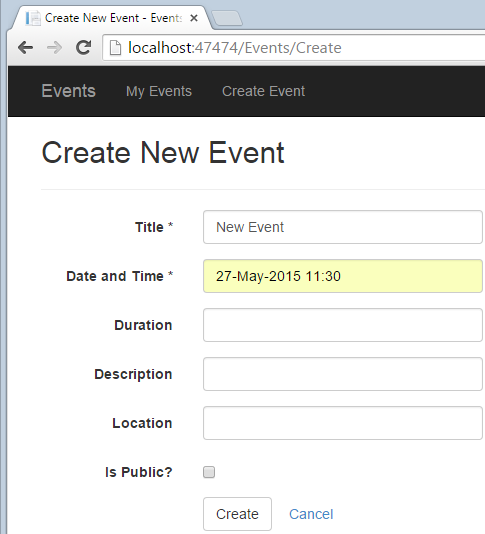 Create New Event - Events
localhost:47474/Events/Create
Events My Events Create Event
Create New Event
Title * New Event
Date and Time * 27-May-2015 11:30
Duration
Description
Location
Is Public?
Create Cancel